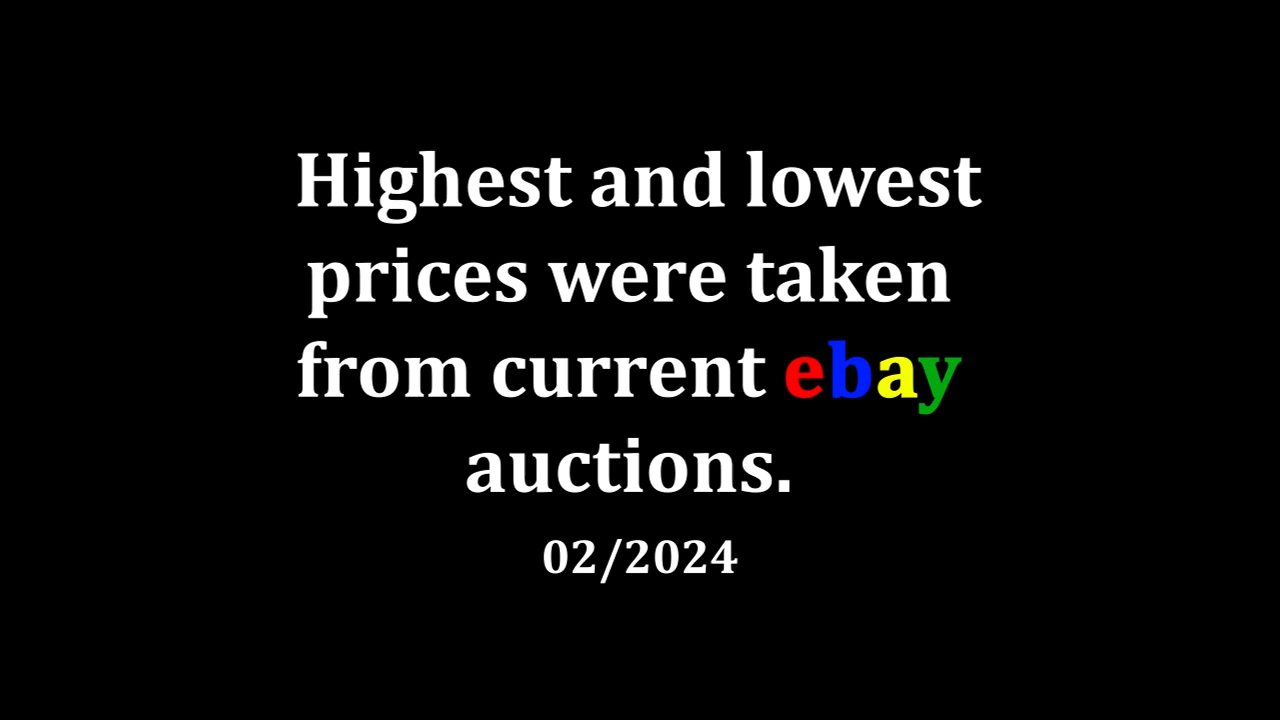 Highest and lowest
prices were taken
from current ebay
auctions.
02/2024